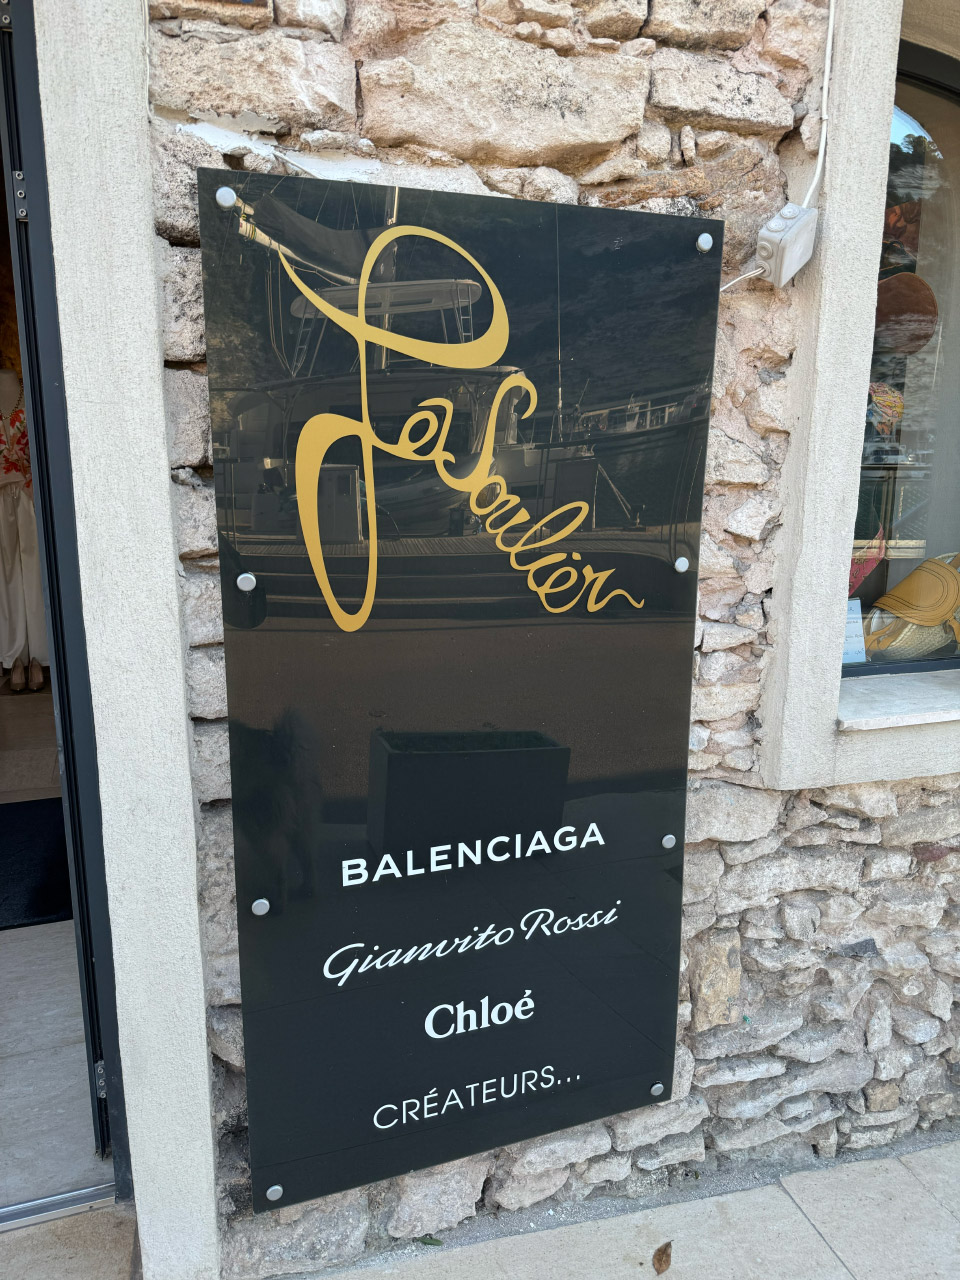 Le Soulier
BALENCIAGA
Gianvito Rossi
Chloé
CRÉATEURS...